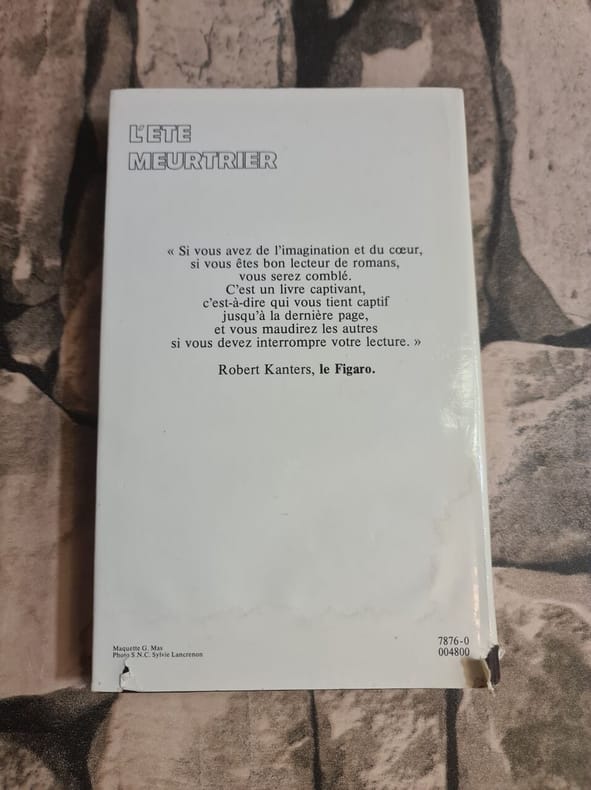 L'ETE
MEURTRIER
« Si vous avez de l'imagination et du cœur,
si vous êtes bon lecteur de romans,
vous serez comblé.
C'est un livre captivant,
c'est-à-dire qui vous tient captif
jusqu'à la dernière page,
et vous maudirez les autres
si vous devez interrompre votre lecture. »
Robert Kanters, le Figaro.
Maquette G. Mas
Photo S.N.C. Sylvie Lancrenon
7876-0
004800